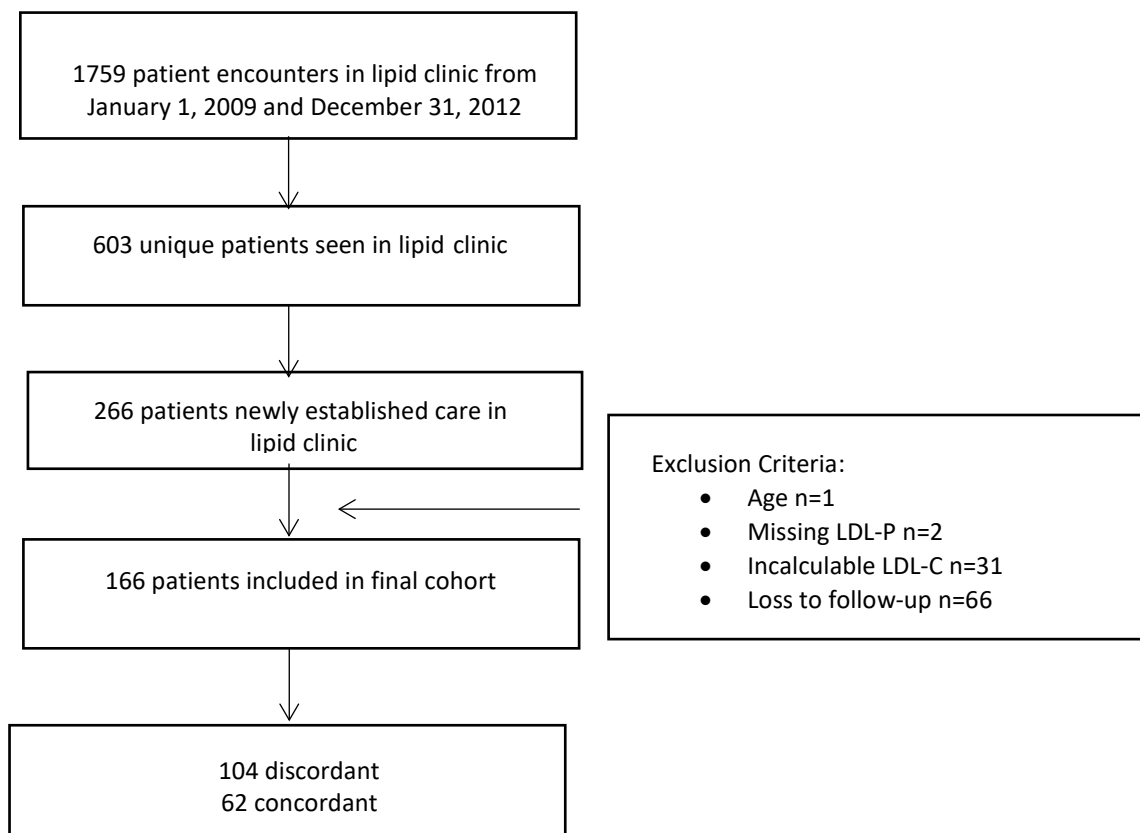 1759 patient encounters in lipid clinic from
January 1, 2009 and December 31, 2012
603 unique patients seen in lipid clinic
266 patients newly established care in
lipid clinic
Exclusion Criteria:
• Age n=1
• Missing LDL-P n=2
• Incalculable LDL-C n=31
• Loss to follow-up n=66
166 patients included in final cohort
104 discordant
62 concordant